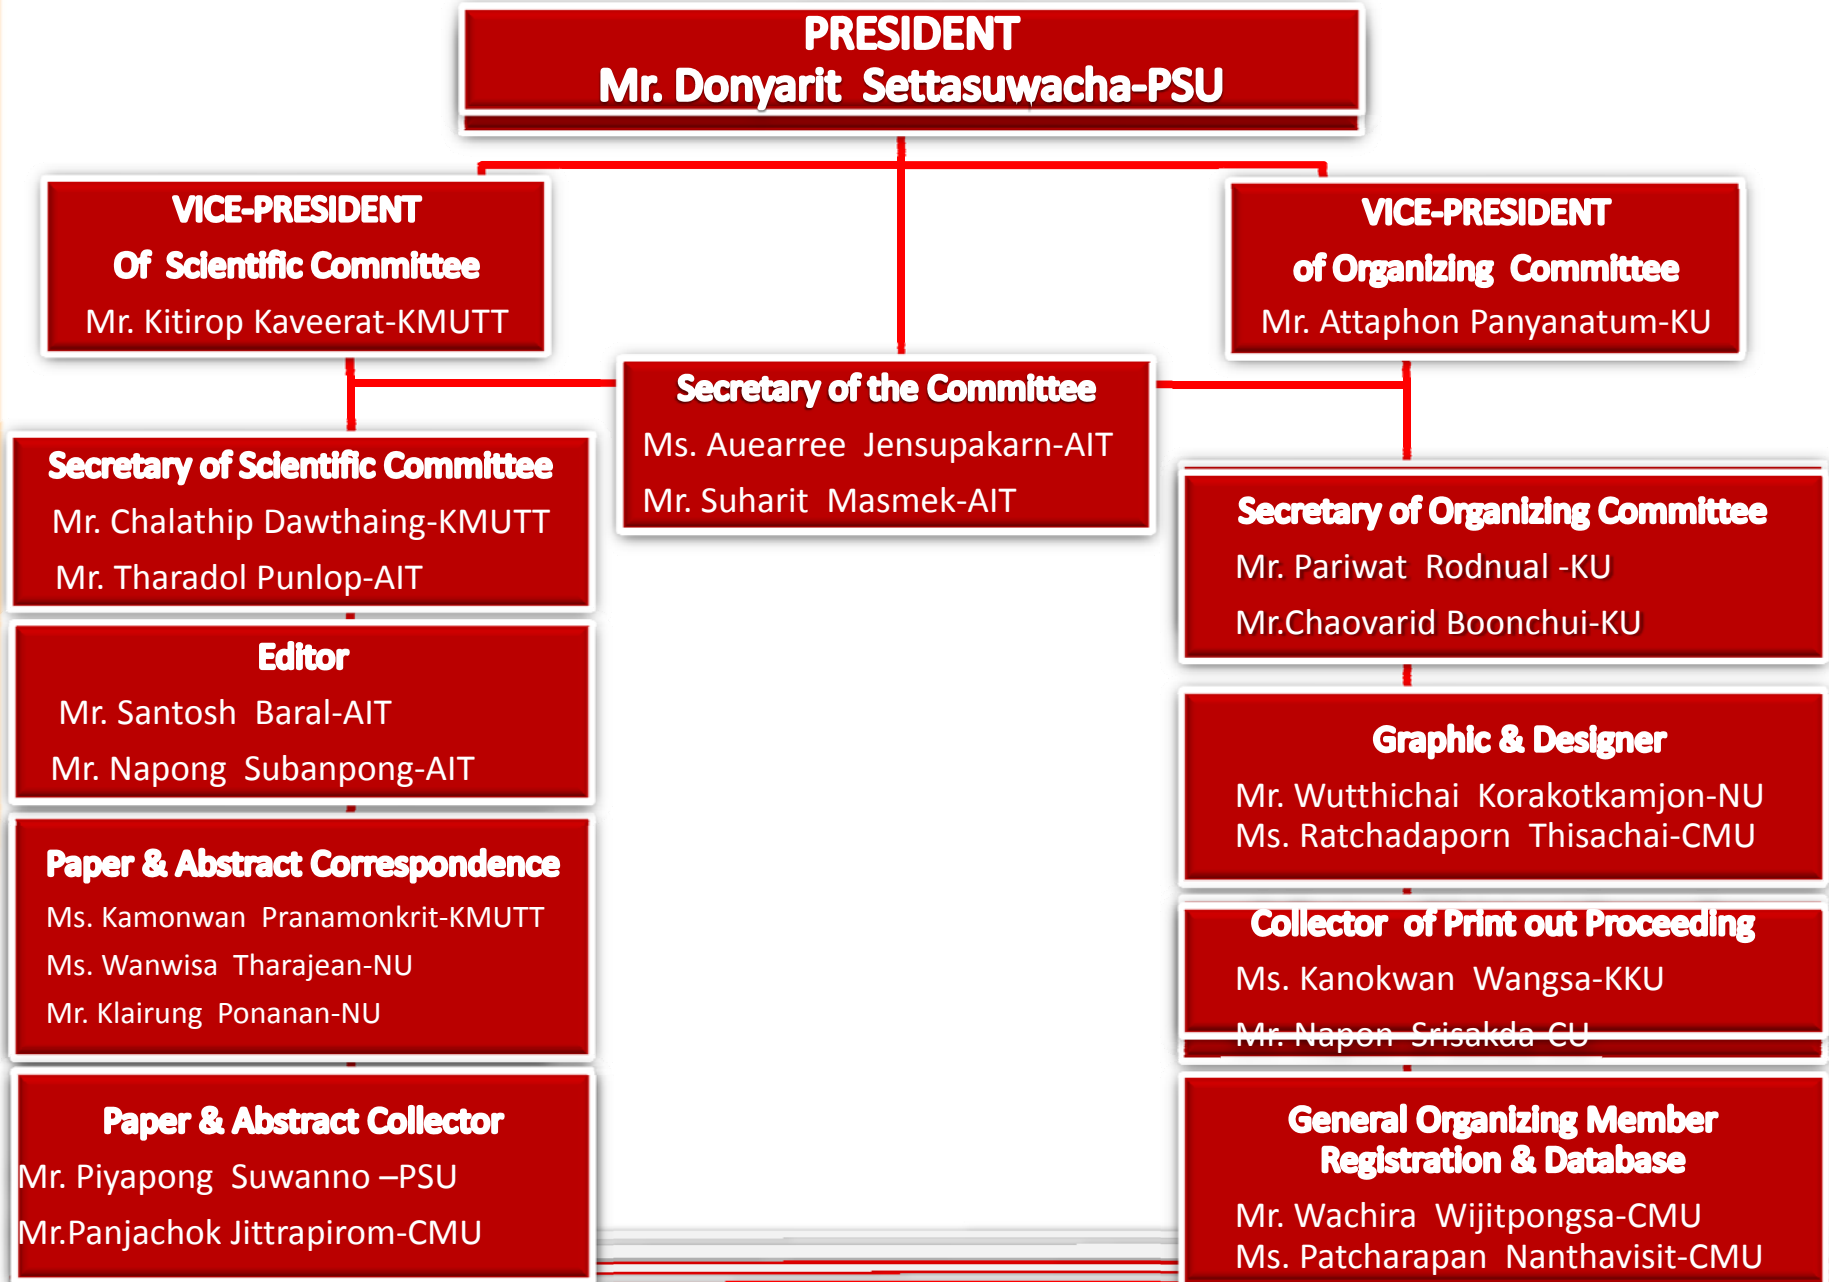 PRESIDENT
Mr. Donyarit Settasuwacha-PSU
VICE-PRESIDENT
Of Scientific Committee
Mr. Kitirop Kaveerat-KMUTT
VICE-PRESIDENT
of Organizing Committee
Mr. Attaphon Panyanatum-KU
Secretary of the Committee
Ms. Auearree Jensupakarn-AIT
Mr. Suharit Masmek-AIT
Secretary of Scientific Committee
Mr. Chalathip Dawthaing-KMUTT
Mr. Tharadol Punlop-AIT
Editor
Mr. Santosh Baral-AIT
Mr. Napong Subanpong-AIT
Paper & Abstract Correspondence
Ms. Kamonwan Pranamonkrit-KMUTT
Ms. Wanwisa Tharajean-NU
Mr. Klairung Ponanan-NU
Paper & Abstract Collector
Mr. Piyapong Suwanno –PSU
Mr.Panjachok Jittrapirom-CMU
Secretary of Organizing Committee
Mr. Pariwat Rodnual -KU
Mr.Chaovarid Boonchui-KU
Graphic & Designer
Mr. Wutthichai Korakotkamjon-NU
Ms. Ratchadaporn Thisachai-CMU
Collector of Print out Proceeding
Ms. Kanokwan Wangsa-KKU
Mr. Napon Srisakda-CU
General Organizing Member
Registration & Database
Mr. Wachira Wijitpongsa-CMU
Ms. Patcharapan Nanthavisit-CMU